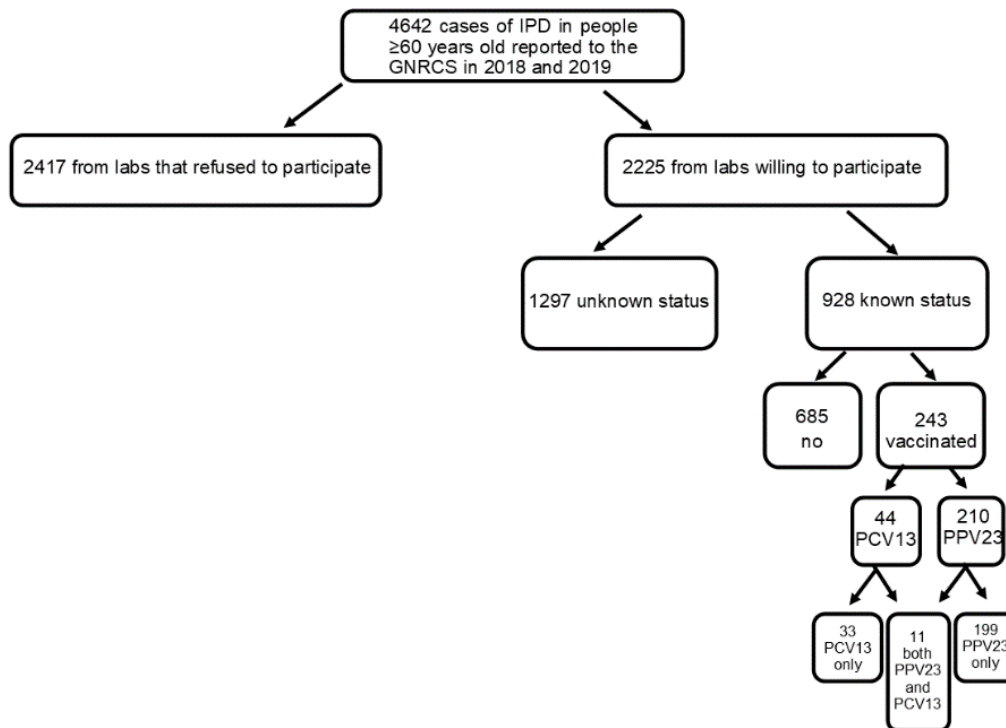 4642 cases of IPD in people
≥60 years old reported to the
GNRCS in 2018 and 2019
2417 from labs that refused to participate
2225 from labs willing to participate
1297 unknown status
928 known status
685
no
243
vaccinated
44
PCV13
210
PPV23
33
PCV13
only
11
both
PPV23
and
PCV13
199
PPV23
only